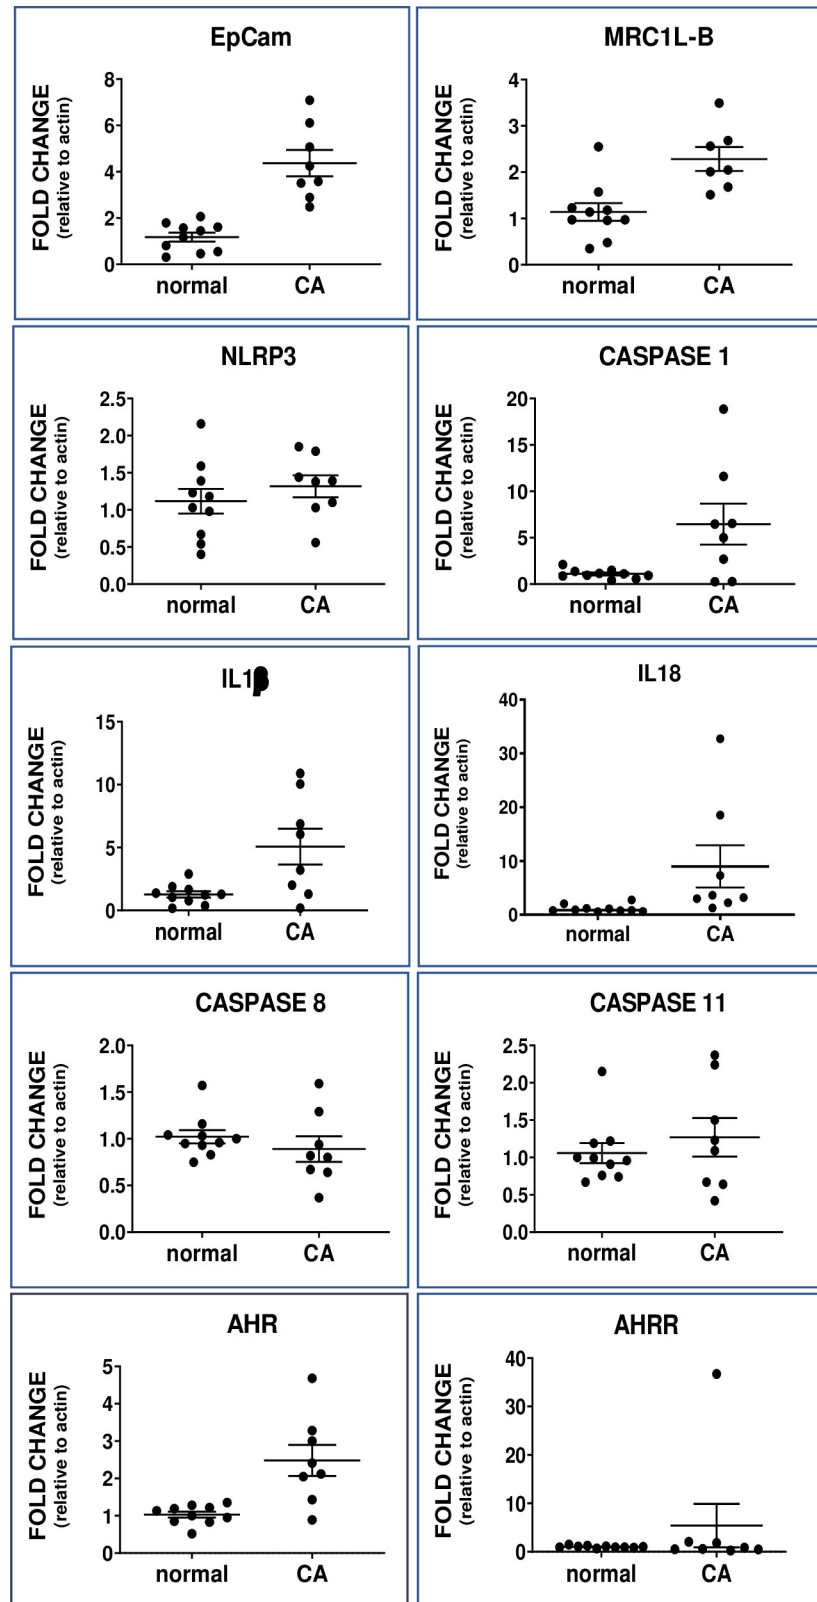 EpCam
FOLD CHANGE
(relative to actin)
8
6
4
2
0
normal CA
MRC1L-B
FOLD CHANGE
(relative to actin)
4
3
2
1
0
normal CA
NLRP3
FOLD CHANGE
(relative to actin)
2.5
2.0
1.5
1.0
0.5
0.0
normal CA
CASPASE 1
FOLD CHANGE
(relative to actin)
20
15
10
5
0
normal CA
IL1β
FOLD CHANGE
(relative to actin)
15
10
5
0
normal CA
IL18
FOLD CHANGE
(relative to actin)
40
30
20
10
0
normal CA
CASPASE 8
FOLD CHANGE
(relative to actin)
2.0
1.5
1.0
0.5
0.0
normal CA
CASPASE 11
FOLD CHANGE
(relative to actin)
2.5
2.0
1.5
1.0
0.5
0.0
normal CA
AHR
FOLD CHANGE
(relative to actin)
5
4
3
2
1
0
normal CA
AHRR
FOLD CHANGE
(relative to actin)
40
30
20
10
0
normal CA